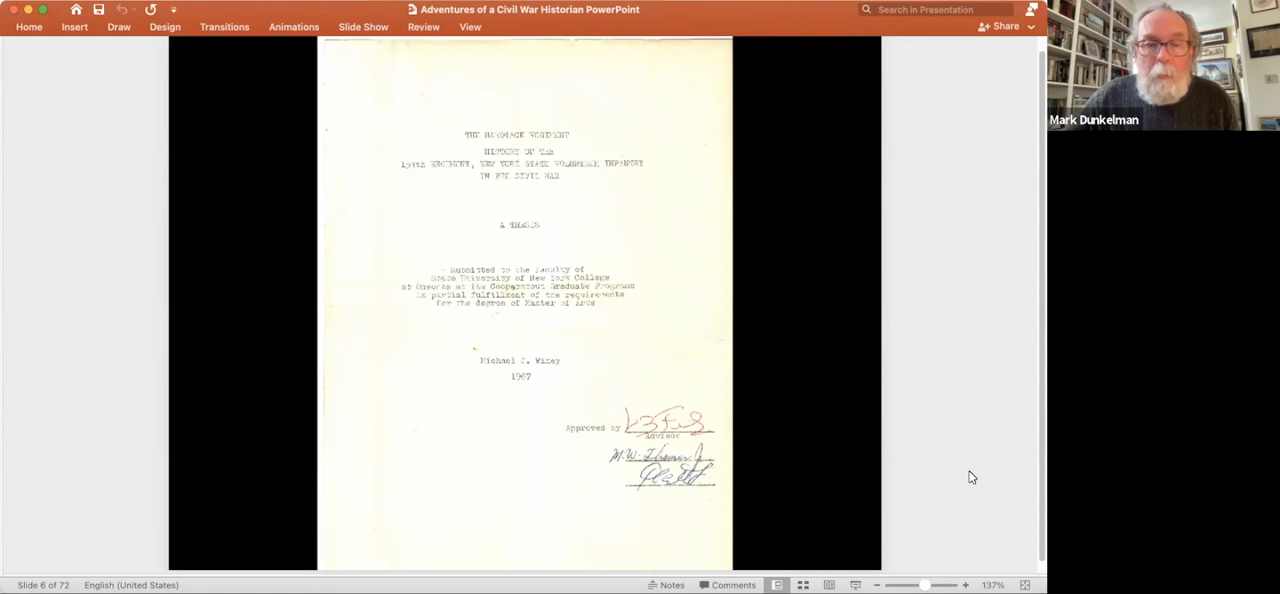 Adventures of a Civil War Historian PowerPoint
Search in Presentation
Home Insert Draw Design Transitions Animations Slide Show Review View
Share
THE HARDTACK REGIMENT
HISTORY OF THE
154th REGIMENT, NEW YORK STATE VOLUNTEER INFANTRY
IN THE CIVIL WAR
A THESIS
Submitted to the Faculty of
State University of New York College
at Oneonta at its Cooperstown Graduate Programs
in partial fulfillment of the requirements
for the degree of Master of Arts
Michael J. Winey
1967
Approved by
Advisor
M.W.
Mark Dunkelman
Slide 6 of 72 English (United States)
Notes Comments 137%